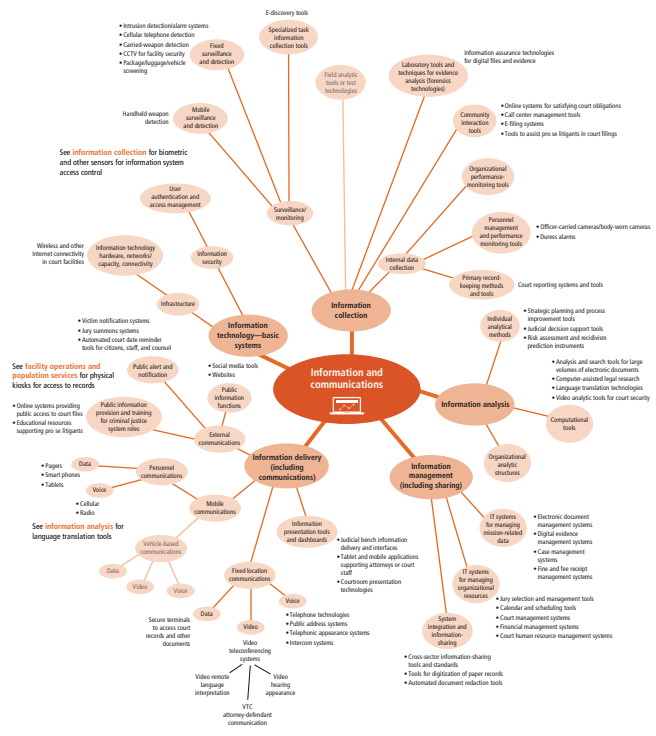 E-discovery tools
• Intrusion detection/alarm systems
• Cellular telephone detection
• Carried-weapon detection
• CCTV for facility security
• Package/luggage/vehicle
screening
Fixed
surveillance
and detection
Specialized task
information
collection tools
Field analytic
tools or test
technologies
Laboratory tools and
techniques for evidence
analysis (forensics
technologies)
Information assurance technologies
for digital files and evidence
Handheld weapon
detection
Mobile
surveillance
and detection
Community
interaction
tools
• Online systems for satisfying court obligations
• Call center management tools
• E-filing systems
• Tools to assist pro se litigants in court filings
See information collection for biometric
and other sensors for information system
access control
Organizational
performance-
monitoring tools
User
authentication and
access management
Surveillance/
monitoring
Personnel
management
and performance
monitoring tools
• Officer-carried cameras/body-worn cameras
• Duress alarms
Wireless and other
Internet connectivity
in court facilities
Information technology
hardware, networks/
capacity, connectivity
Information
security
Internal data
collection
Primary record-
keeping methods
and tools
Court reporting systems and tools
Infrastructure
Information
collection
• Victim notification systems
• Jury summons systems
• Automated court date reminder
tools for citizens, staff, and counsel
Information
technology—basic
systems
Individual
analytical
methods
• Strategic planning and process
improvement tools
• Judicial decision support tools
• Risk assessment and recidivism
prediction instruments
See facility operations and
population services for physical
kiosks for access to records
Public alert and
notification
• Social media tools
• Websites
Information and
communications
• Analysis and search tools for large
volumes of electronic documents
• Computer-assisted legal research
• Language translation technologies
• Video analytic tools for court security
• Online systems providing
public access to court files
• Educational resources
supporting pro se litigants
Public information
provision and training
for criminal justice
system roles
Public
information
functions
Information analysis
Computational
tools
External
communications
• Pagers
• Smart phones
• Tablets
Data
Personnel
communications
Information delivery
(including
communications)
Information
management
(including sharing)
Organizational
analytic
structures
Voice
• Cellular
• Radio
Mobile
communications
See information analysis for
language translation tools
Vehicle-based
communications
Data
Video
Voice
Information
presentation tools
and dashboards
• Judicial bench information
delivery and interfaces
• Tablet and mobile applications
supporting attorneys or court
staff
• Courtroom presentation
technologies
IT systems
for managing
mission-related
data
• Electronic document
management systems
• Digital evidence
management systems
• Case management
systems
• Fine and fee receipt
management systems
Fixed location
communications
IT systems
for managing
organizational
resources
• Jury selection and management tools
• Calendar and scheduling tools
• Court management systems
• Financial management systems
• Court human resource management systems
Data
Secure terminals
to access court
records and other
documents
Video
Voice
• Telephone technologies
• Public address systems
• Telephonic appearance systems
• Intercom systems
System
integration and
information-
sharing
• Cross-sector information-sharing
tools and standards
• Tools for digitization of paper records
• Automated document redaction tools
Video
teleconferencing
systems
Video remote
language
interpretation
Video
hearing
appearance
VTC
attorney-defendant
communication